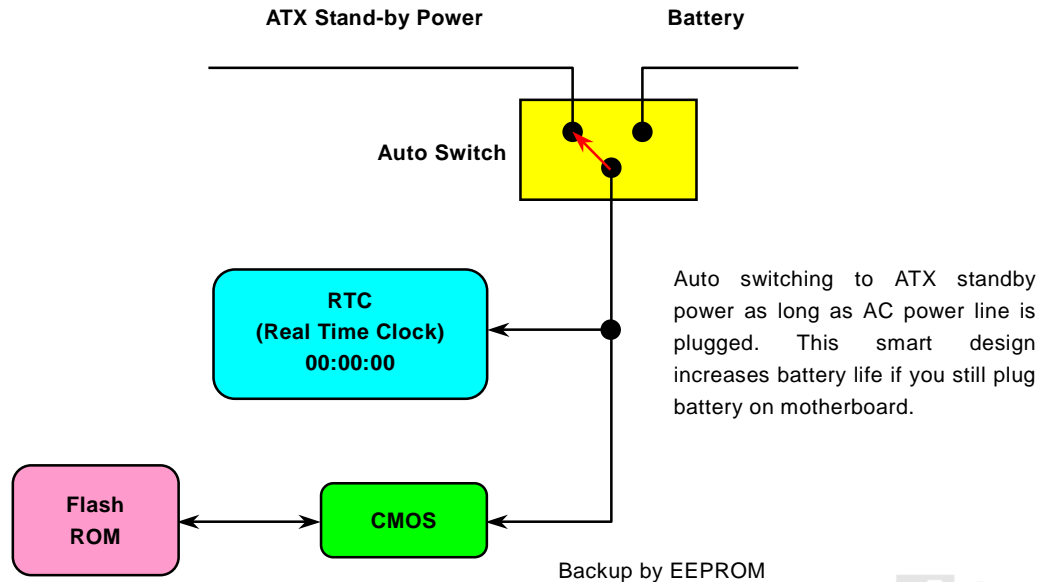 ATX Stand-by Power
Battery
Auto Switch
RTC
(Real Time Clock)
00:00:00
Auto switching to ATX standby
power as long as AC power line is
plugged. This smart design
increases battery life if you still plug
battery on motherboard.
Flash
ROM
CMOS
Backup by EEPROM